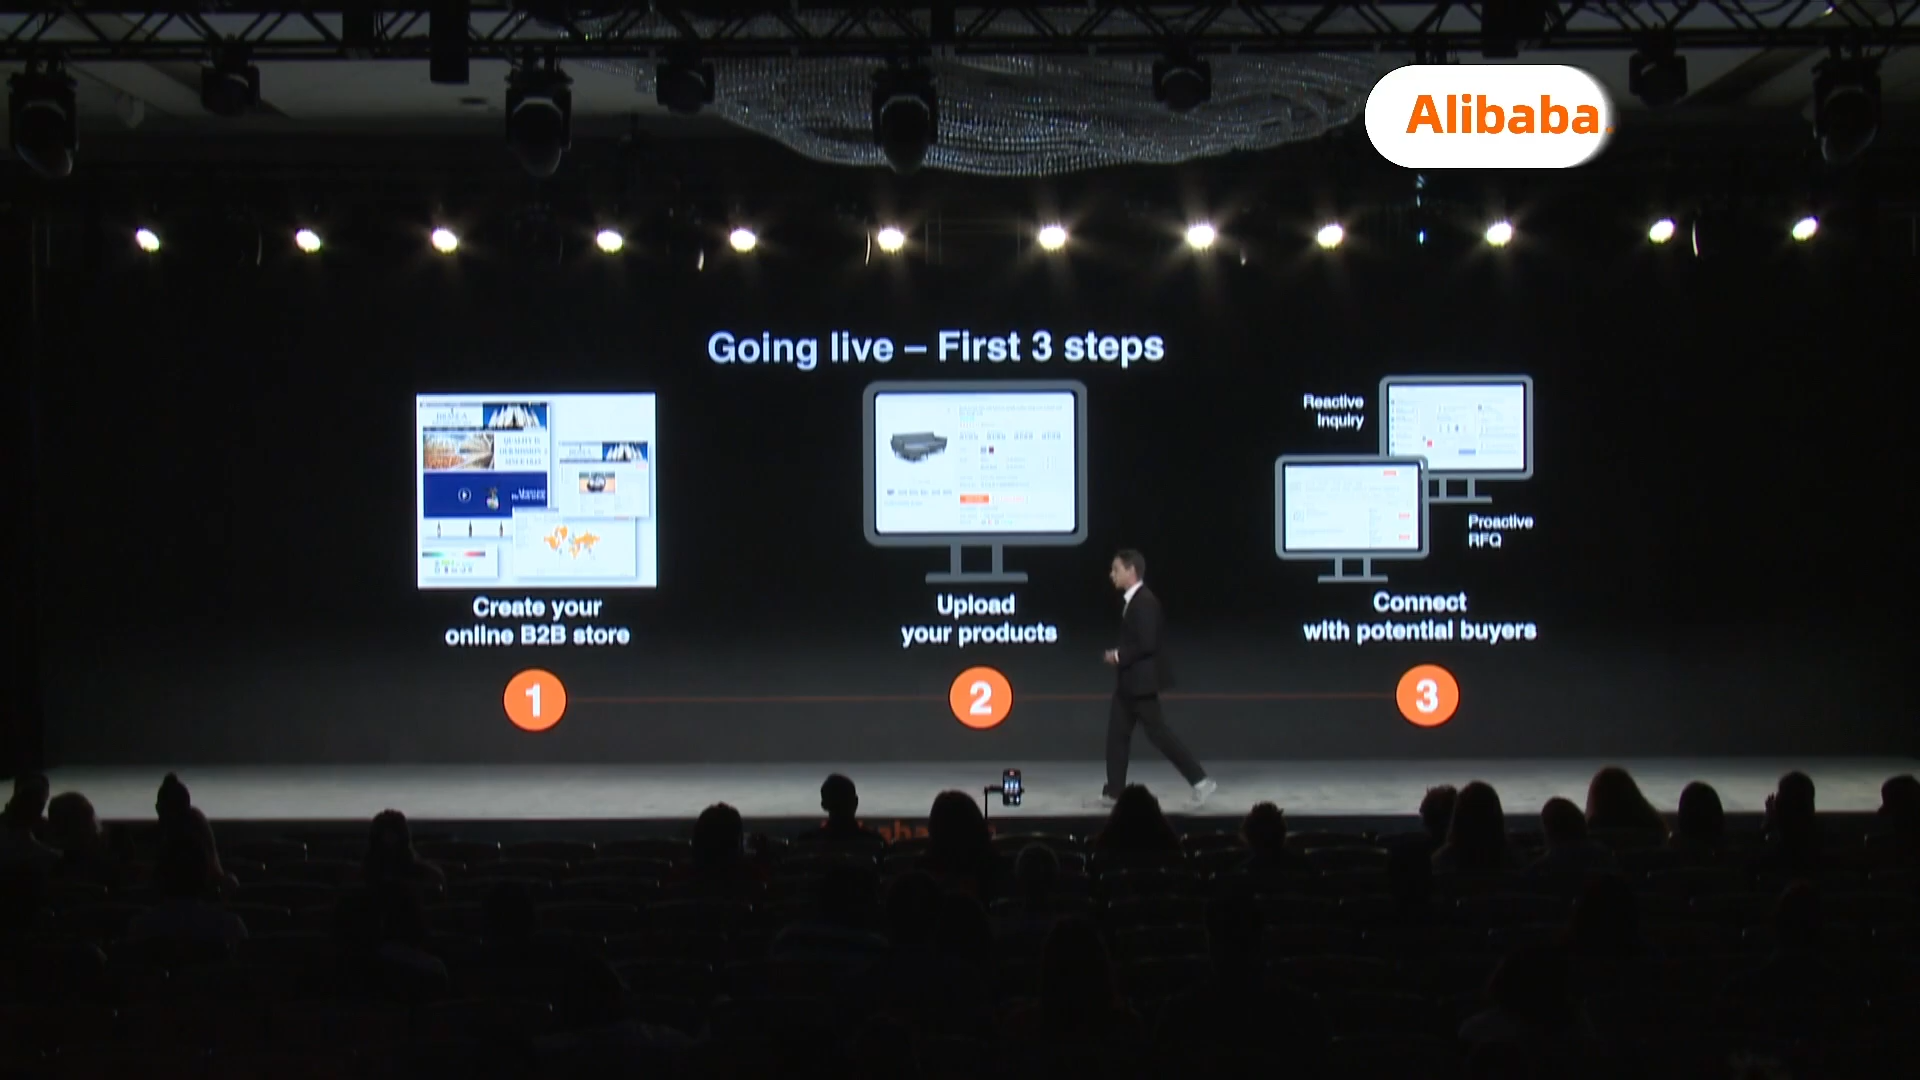 Alibaba
Going live – First 3 steps
Reactive
Inquiry
Proactive
RFQ
Create your
online B2B store
Upload
your products
Connect
with potential buyers
1
2
3